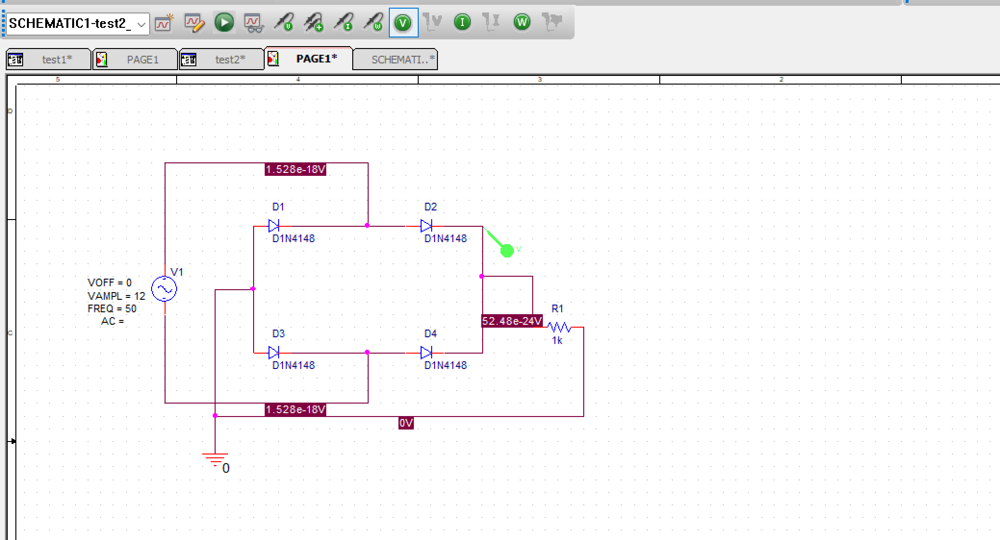 SCHEMATIC1-test2_
V
I
W
test1*
PAGE1
test2*
PAGE1*
SCHEMATI..*
5
4
3
2
D
1.528e-18V
D1
D2
D1N4148
D1N4148
V
V1
VOFF = 0
VAMPL = 12
FREQ = 50
AC =
R1
52.48e-24V
1k
C
D3
D4
D1N4148
D1N4148
1.528e-18V
0V
0